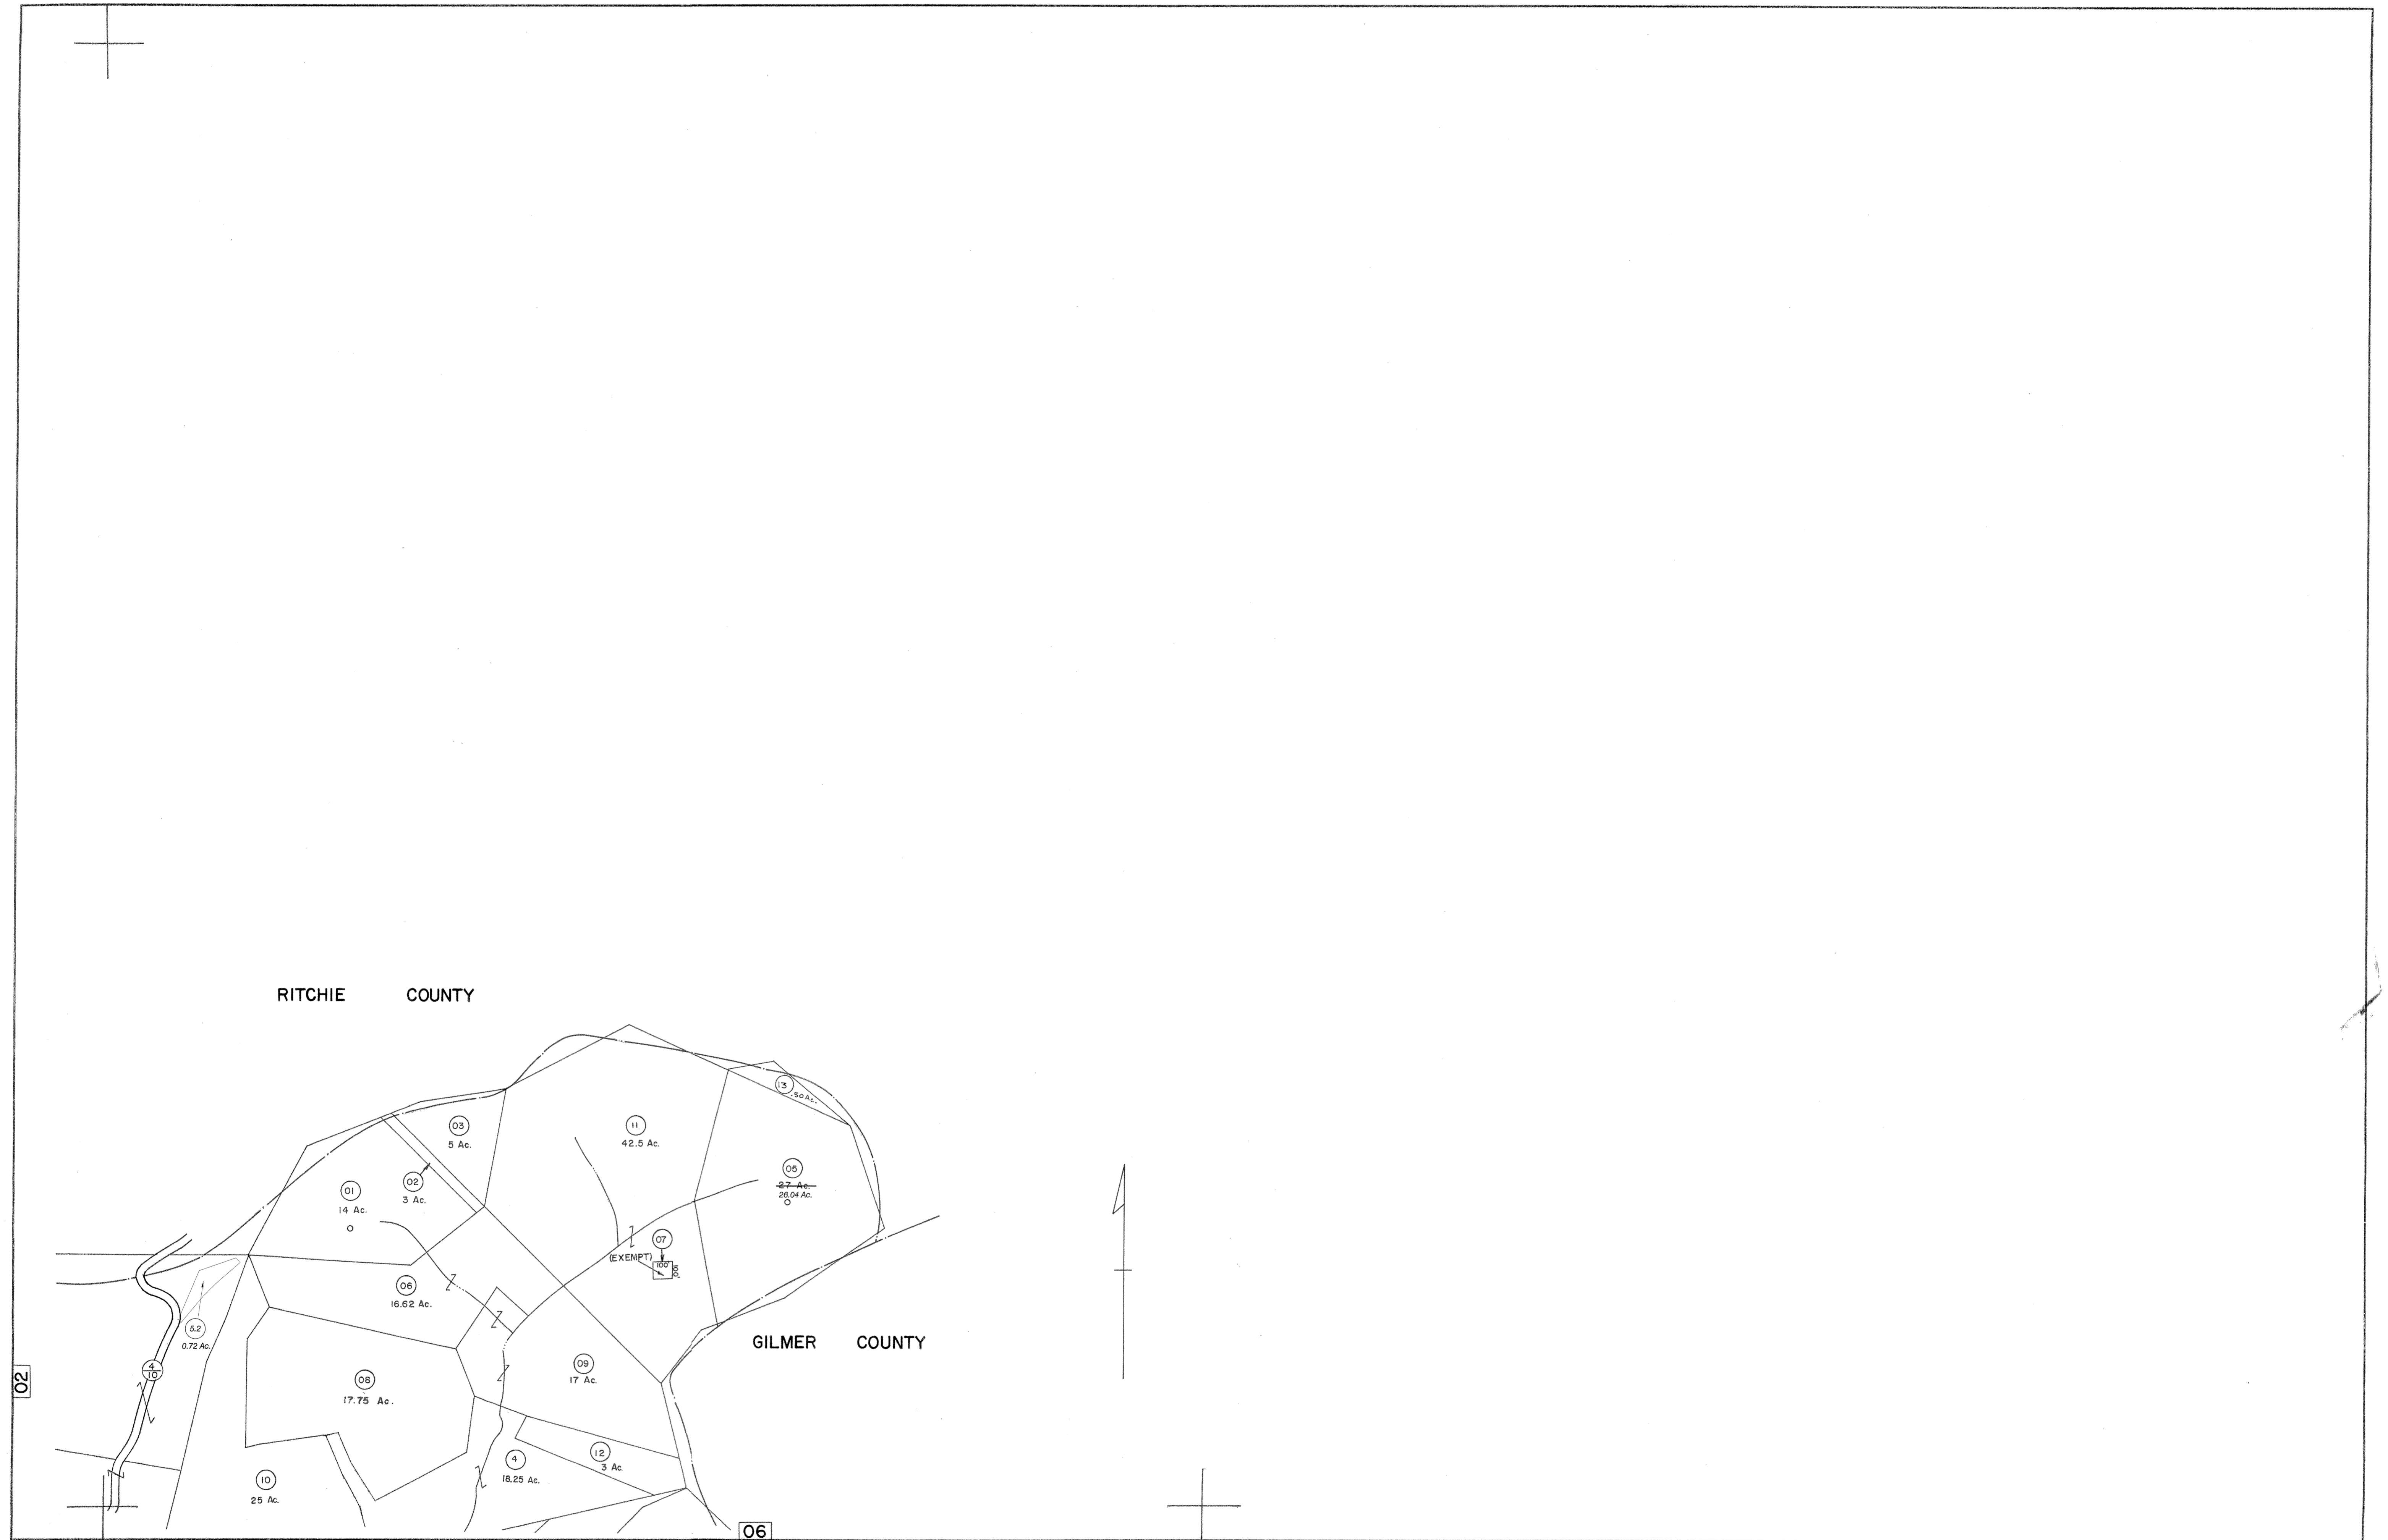 RITCHIE COUNTY
13
.50 Ac.
03
5 Ac.
11
42.5 Ac.
05
27 Ac.
26.04 Ac.
02
3 Ac.
01
14 Ac.
07
(EXEMPT)
100'
100'
06
16.62 Ac.
5.2
0.72 Ac.
GILMER COUNTY
4
10
09
17 Ac.
02
08
17.75 Ac.
12
3 Ac.
4
18.25 Ac.
10
25 Ac.
06